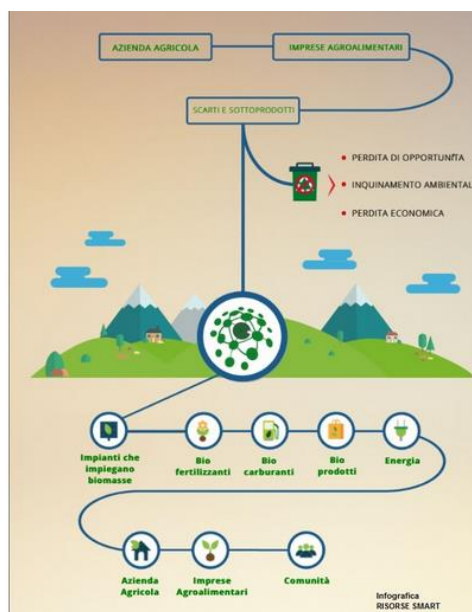 AZIENDA AGRICOLA
IMPRESE AGROALIMENTARI
SCARTI E SOTTOPRODOTTI
PERDITA DI OPPORTUNITA
INQUINAMENTO AMBIENTAL
PERDITA ECONOMICA
Impianti che
impiegano
biomasse
Bio
fertilizzanti
Bio
carburanti
Bio
prodotti
Energia
Azienda
Agricola
Imprese
Agroalimentari
Comunità
Infografica
RISORSE SMART